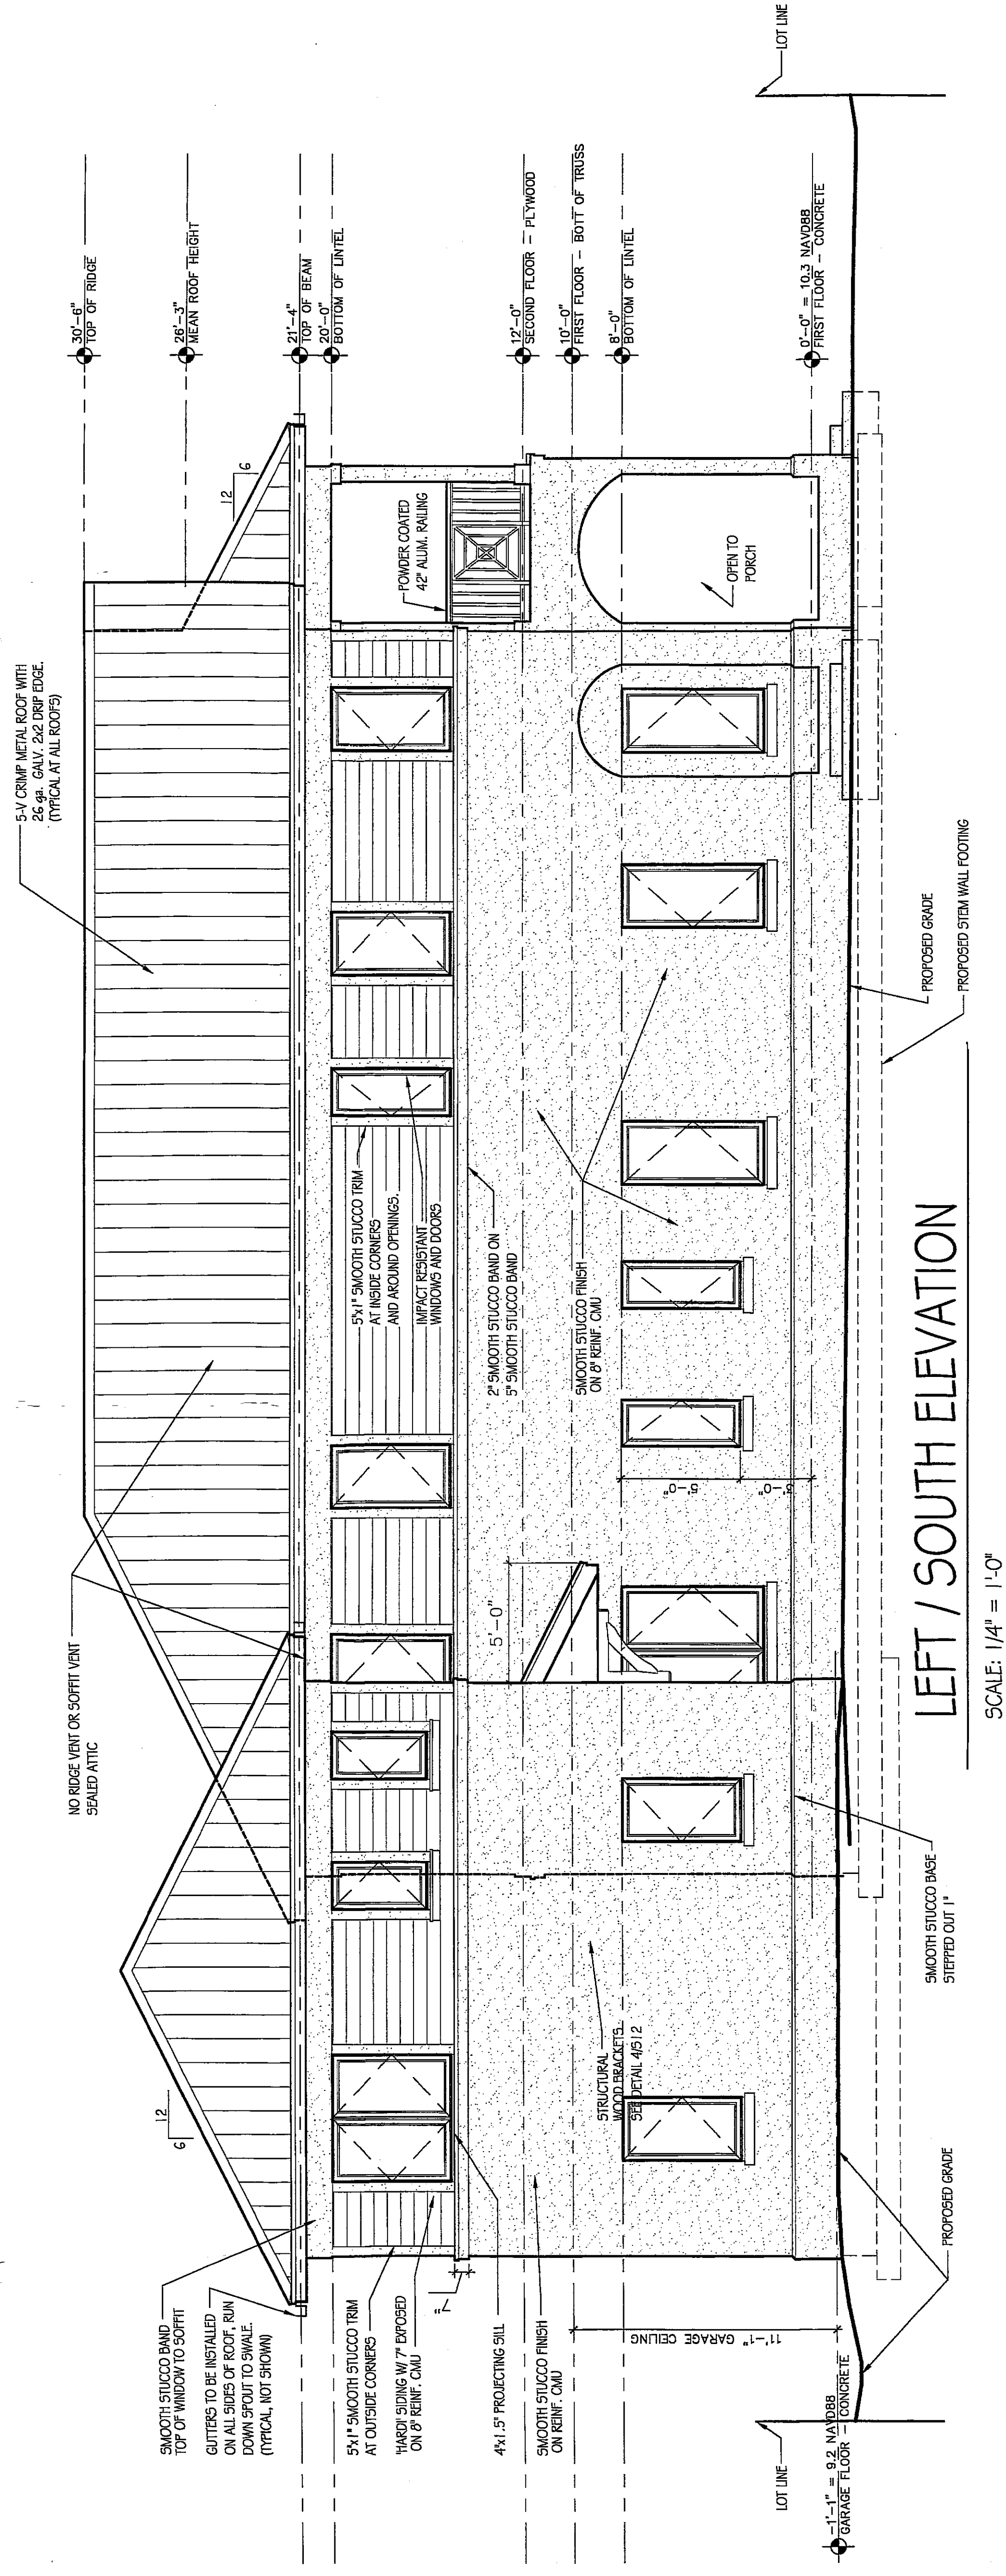 5-V CRIMP METAL ROOF WITH
26 ga. GALV. 2x2 DRIP EDGE.
(TYPICAL AT ALL ROOFS)
NO RIDGE VENT OR SOFFIT VENT
SEALED ATTIC
12
6
12
6
SMOOTH STUCCO BAND
TOP OF WINDOW TO SOFFIT
GUTTERS TO BE INSTALLED
ON ALL SIDES OF ROOF, RUN
DOWN SPOUT TO SWALE.
(TYPICAL, NOT SHOWN)
5"x1" SMOOTH STUCCO TRIM
AT OUTSIDE CORNERS
'HARDI' SIDING W/ 7" EXPOSED
ON 8" REINF. CMU
7"
4"x1.5" PROJECTING SILL
SMOOTH STUCCO FINISH
ON REINF. CMU
11'-1" GARAGE CEILING
LOT LINE
-1'-1" = 9.2 NAVD88
GARAGE FLOOR - CONCRETE
PROPOSED GRADE
STRUCTURAL
WOOD BRACKETS
SEE DETAIL 4/S12
SMOOTH STUCCO BASE
STEPPED OUT 1"
5'-0"
5'-0"
3'-0"
5"x1" SMOOTH STUCCO TRIM
AT INSIDE CORNERS
AND AROUND OPENINGS.
IMPACT RESISTANT
WINDOWS AND DOORS
2" SMOOTH STUCCO BAND ON
5" SMOOTH STUCCO BAND
SMOOTH STUCCO FINISH
ON 8" REINF. CMU
POWDER COATED
42" ALUM. RAILING
OPEN TO
PORCH
PROPOSED GRADE
PROPOSED STEM WALL FOOTING
30'-6"
TOP OF RIDGE
26'-3"
MEAN ROOF HEIGHT
21'-4"
TOP OF BEAM
20'-0"
BOTTOM OF LINTEL
12'-0"
SECOND FLOOR - PLYWOOD
10'-0"
FIRST FLOOR - BOTT OF TRUSS
8'-0"
BOTTOM OF LINTEL
0'-0" = 10.3 NAVD88
FIRST FLOOR - CONCRETE
LOT LINE
LEFT / SOUTH ELEVATION
SCALE: 1/4" = 1'-0"